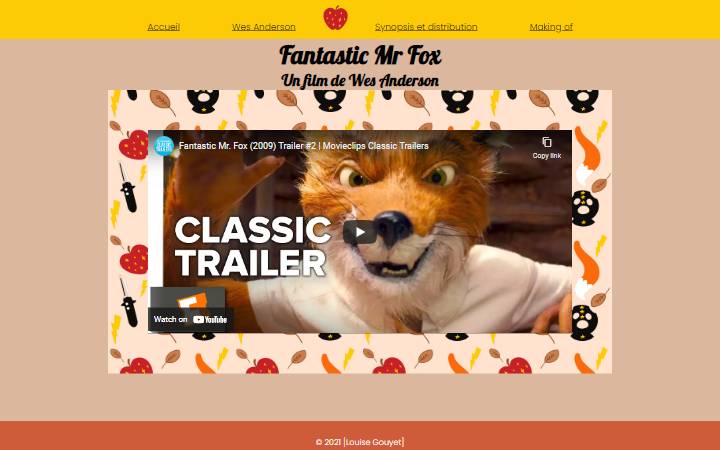 Accueil
Wes Anderson
Synopsis et distribution
Making of
Fantastic Mr Fox
Un film de Wes Anderson
Fantastic Mr. Fox (2009) Trailer #2 | Movieclips Classic Trailers
Copy link
CLASSIC
TRAILER
Watch on YouTube
© 2021 [Louise Gouyet]